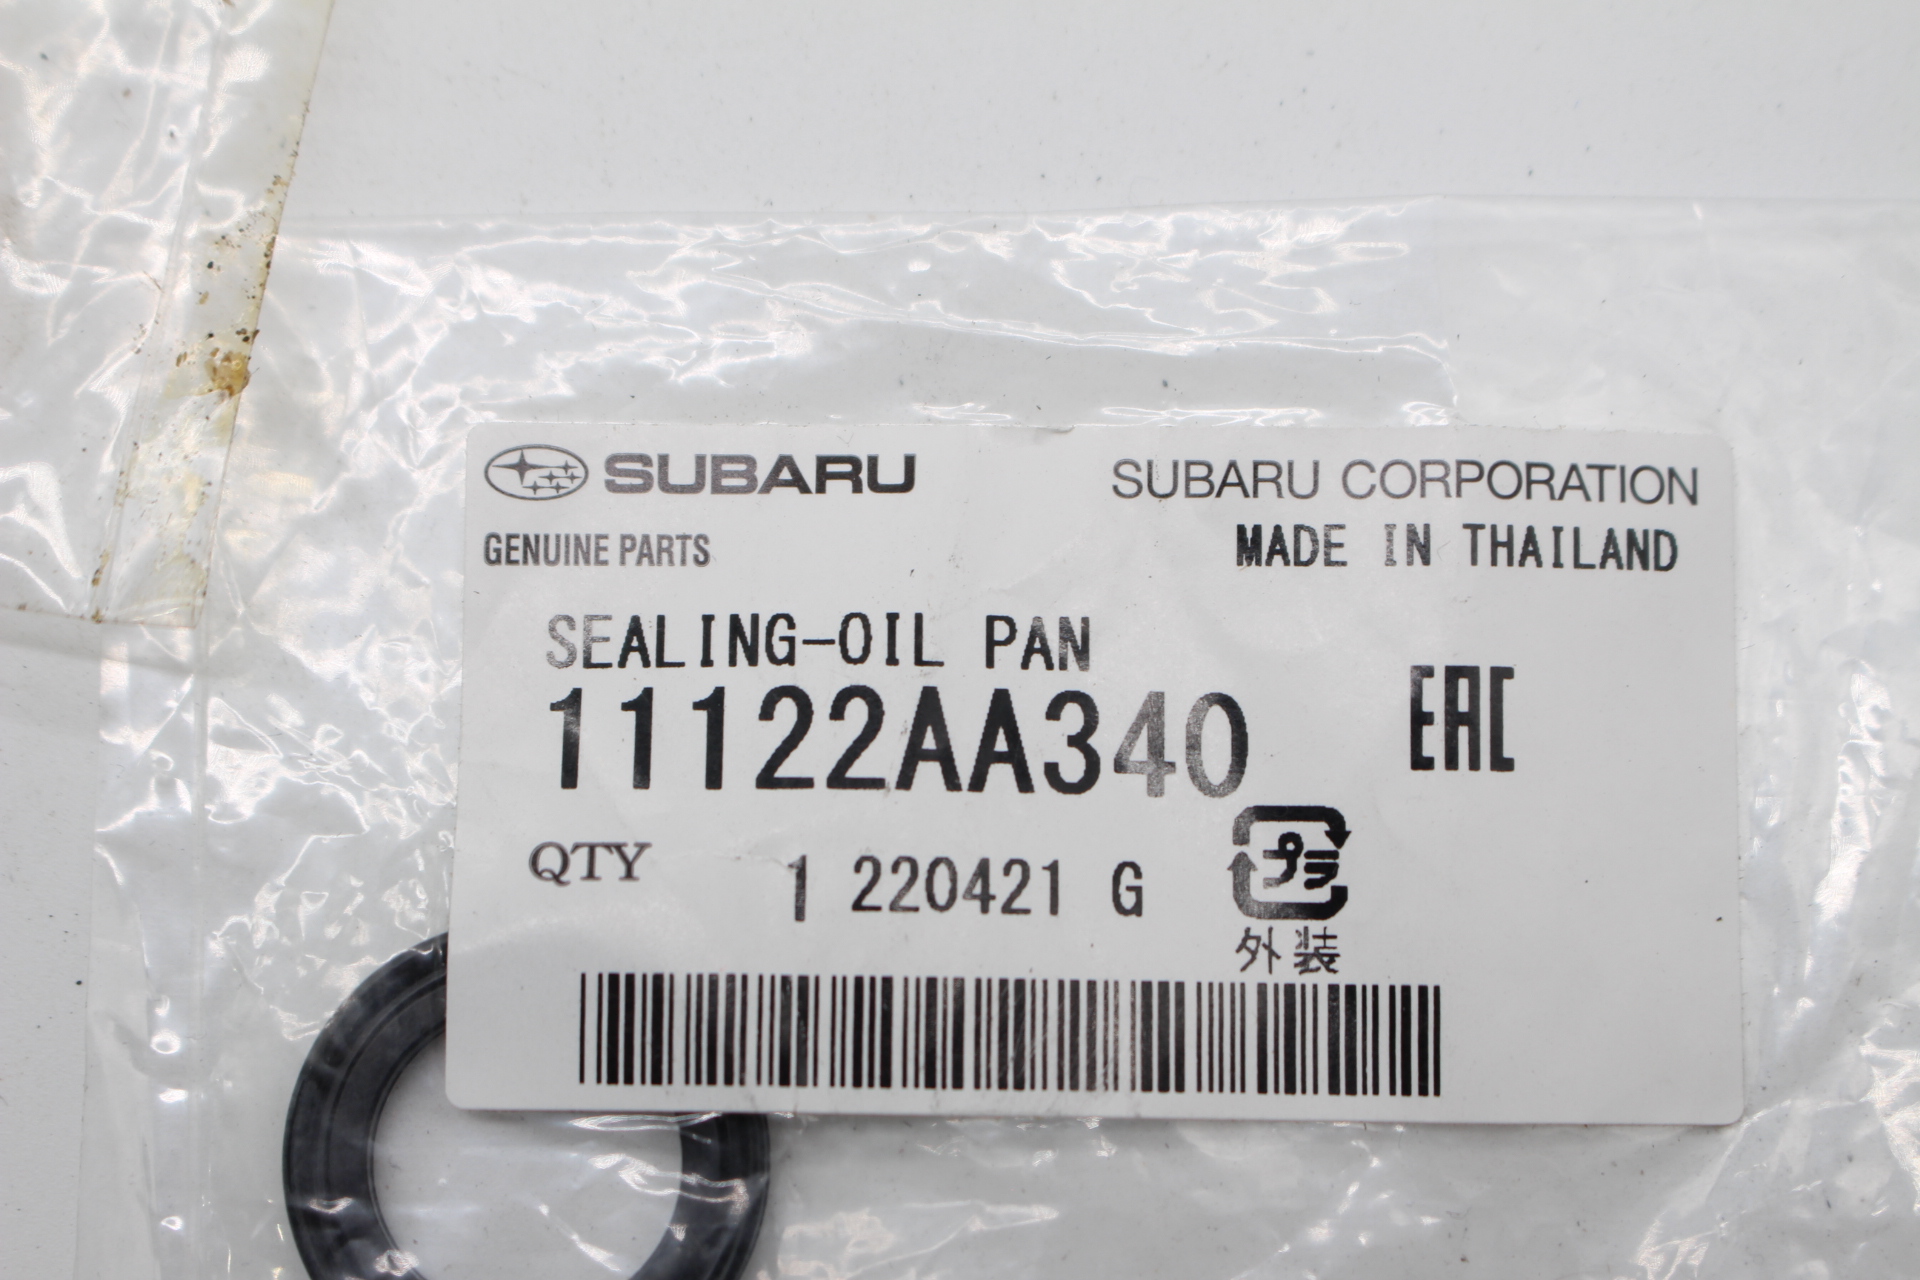 SUBARU
SUBARU CORPORATION
GENUINE PARTS
MADE IN THAILAND
SEALING-OIL PAN
11122AA340
EAC
QTY 1 220421 G
プラ
外装